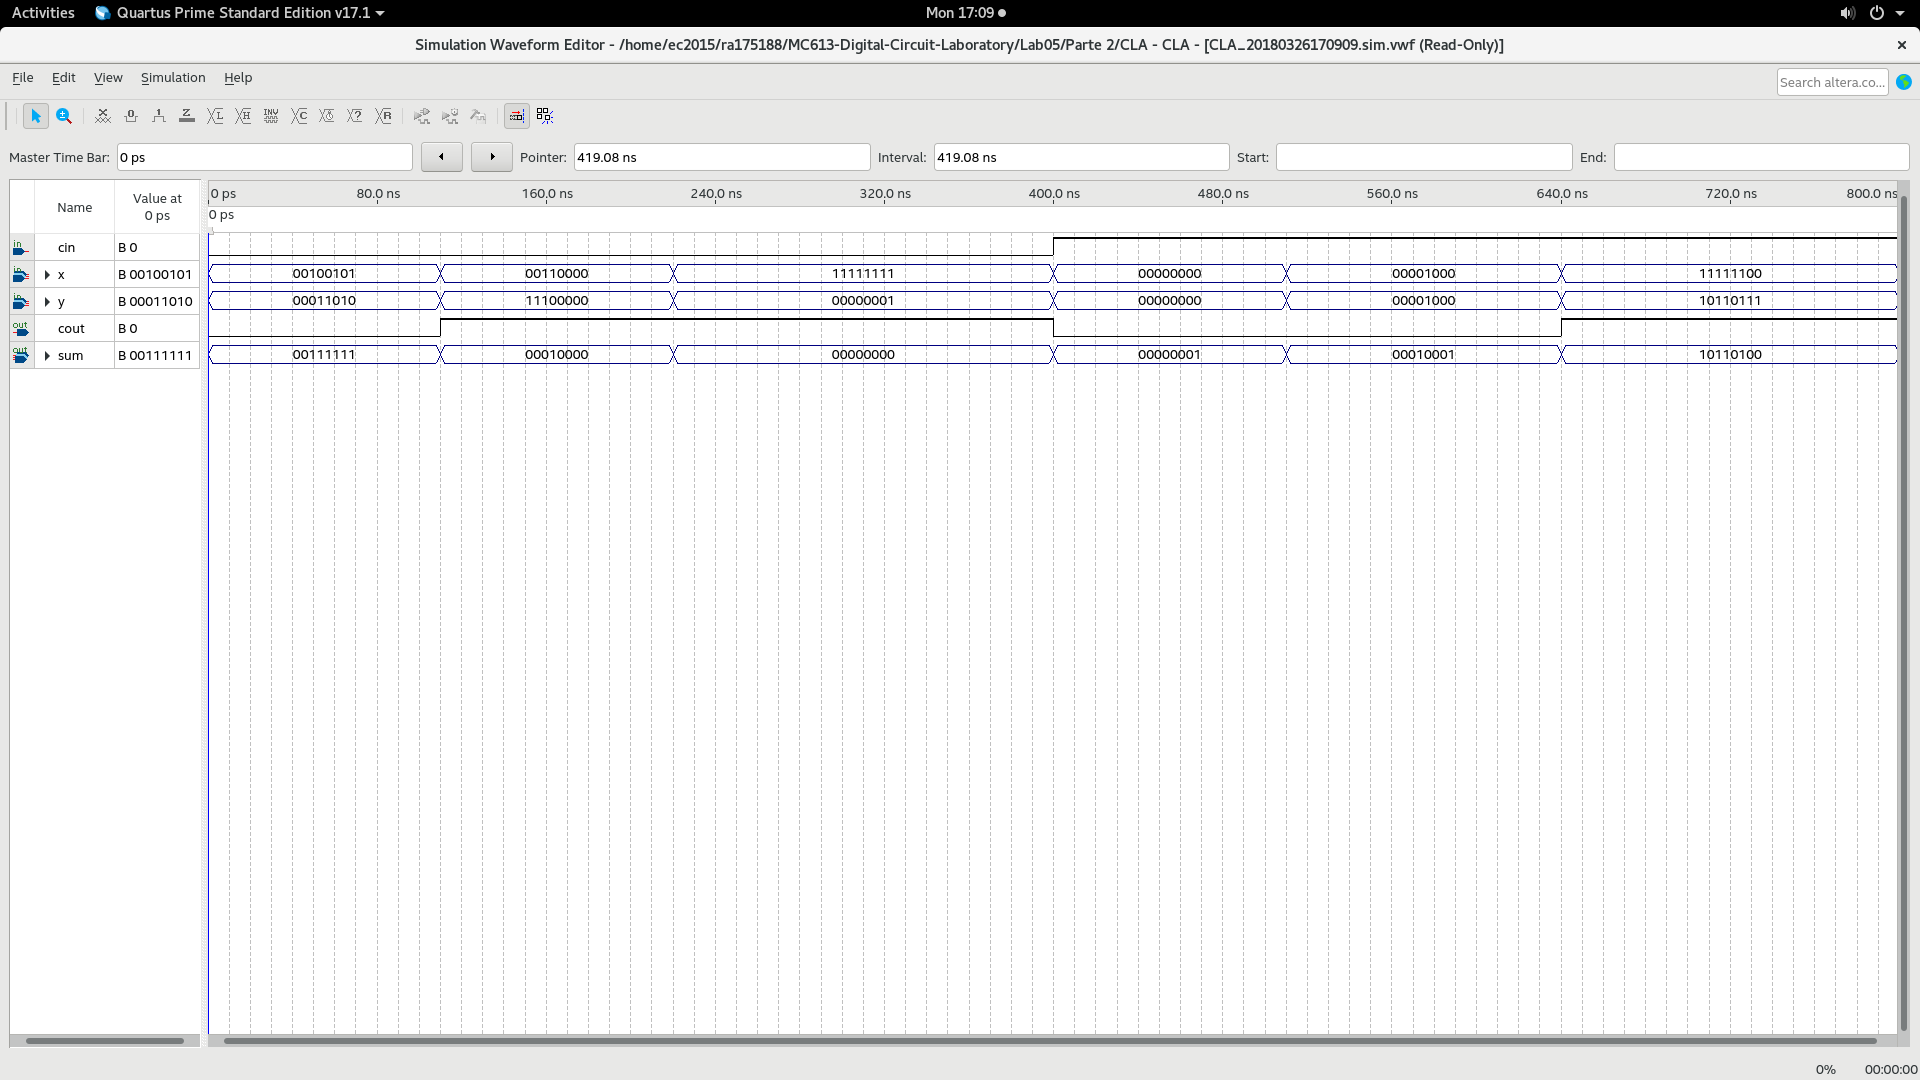 Activities Quartus Prime Standard Edition v17.1 Mon 17:09
Simulation Waveform Editor - /home/ec2015/ra175188/MC613-Digital-Circuit-Laboratory/Lab05/Parte 2/CLA - CLA - [CLA_20180326170909.sim.vwf (Read-Only)]
File Edit View Simulation Help Search altera.co...
Master Time Bar: 0 ps Pointer: 419.08 ns Interval: 419.08 ns Start: End:
Name Value at 0 ps
0 ps 80.0 ns 160.0 ns 240.0 ns 320.0 ns 400.0 ns 480.0 ns 560.0 ns 640.0 ns 720.0 ns 800.0 ns
0 ps
in cin B 0
in x B 00100101 00100101 00110000 11111111 00000000 00001000 11111100
in y B 00011010 00011010 11100000 00000001 00000000 00001000 10110111
out cout B 0
out sum B 00111111 00111111 00010000 00000000 00000001 00010001 10110100
0% 00:00:00